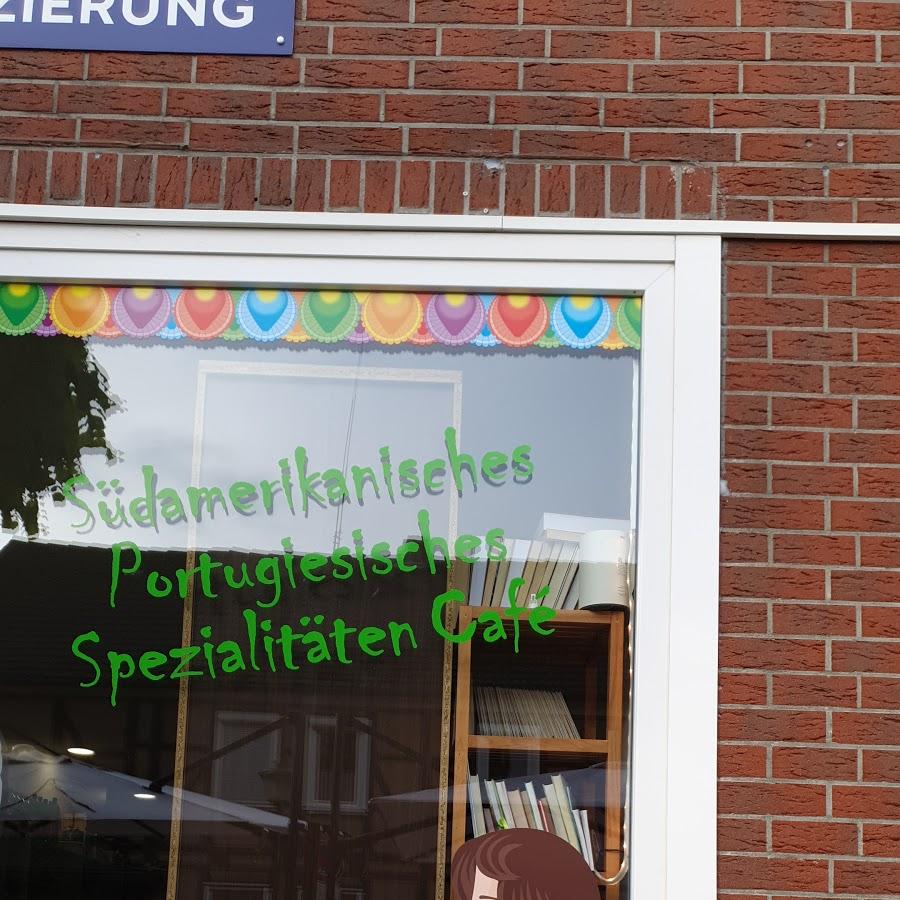 ZIERUNG
Südamerikanisches
Portugiesisches
Spezialitäten Café